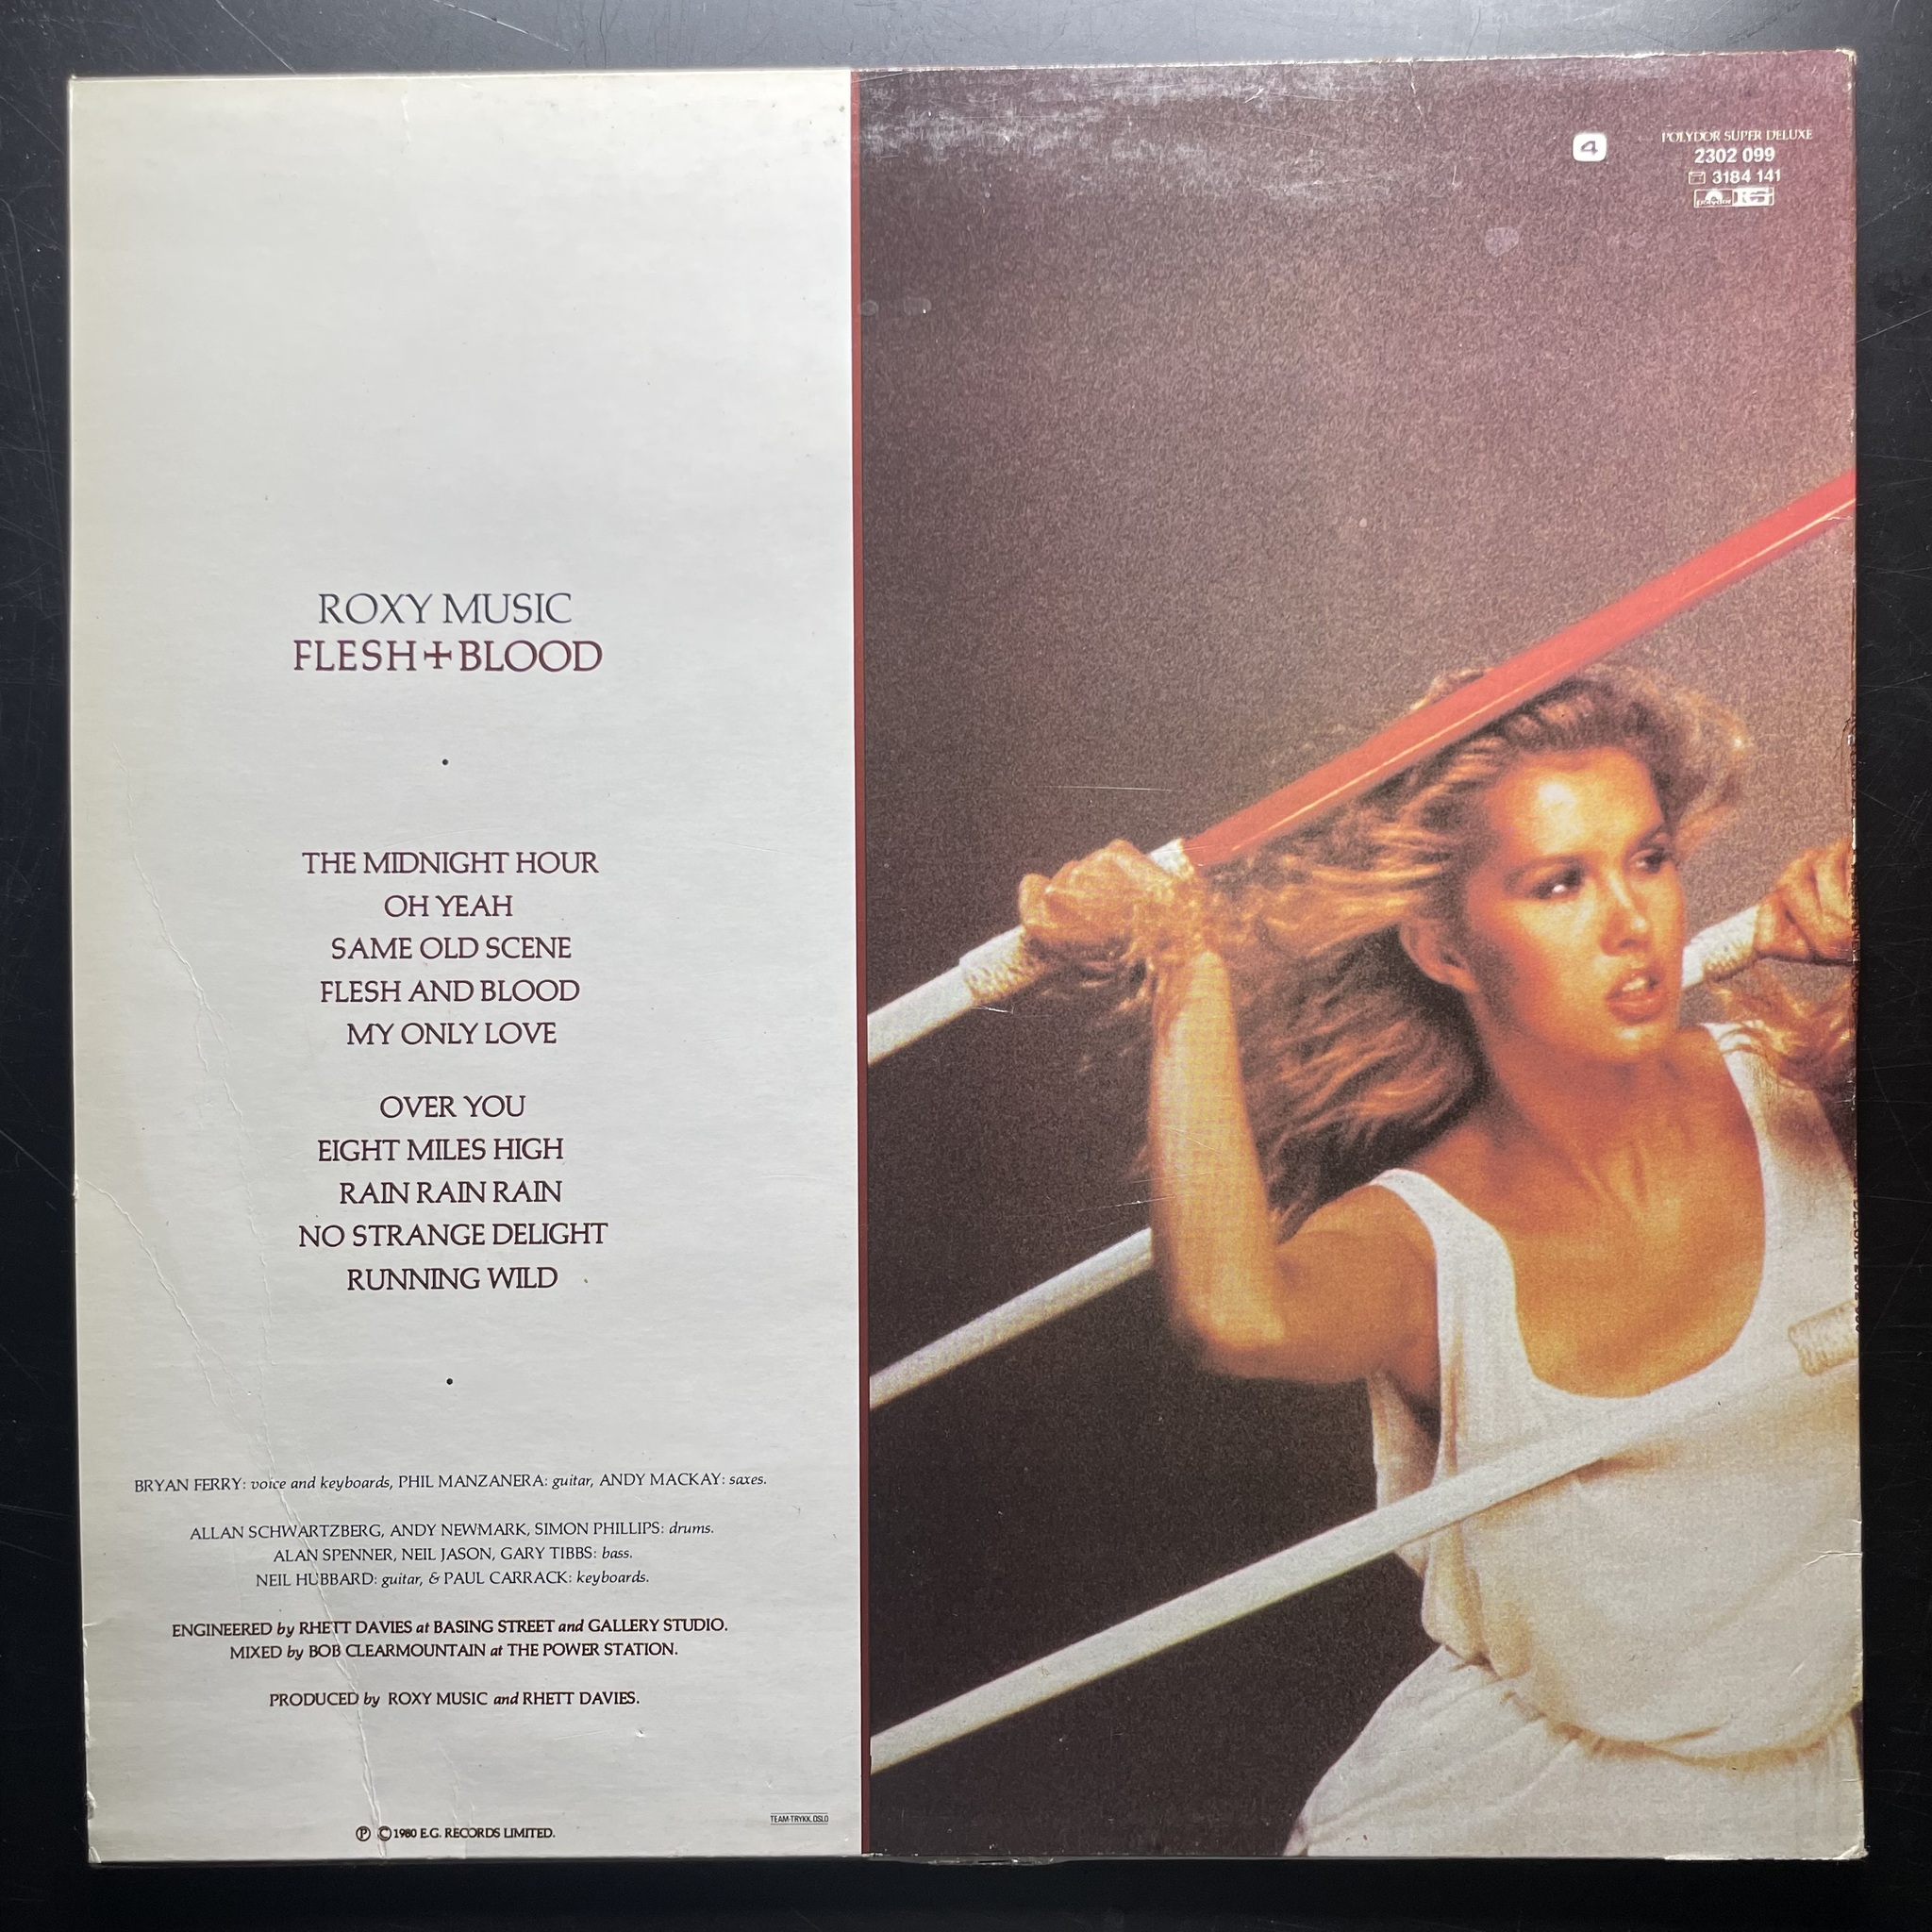 ROXY MUSIC
FLESH+BLOOD
THE MIDNIGHT HOUR
OH YEAH
SAME OLD SCENE
FLESH AND BLOOD
MY ONLY LOVE
OVER YOU
EIGHT MILES HIGH
RAIN RAIN RAIN
NO STRANGE DELIGHT
RUNNING WILD
BRYAN FERRY: voice and keyboards, PHIL MANZANERA: guitar, ANDY MACKAY: saxes.
ALLAN SCHWARTZBERG, ANDY NEWMARK, SIMON PHILLIPS: drums.
ALAN SPENNER, NEIL JASON, GARY TIBBS: bass.
NEIL HUBBARD: guitar, & PAUL CARRACK: keyboards.
ENGINEERED by RHETT DAVIES at BASING STREET and GALLERY STUDIO.
MIXED by BOB CLEARMOUNTAIN at THE POWER STATION.
PRODUCED by ROXY MUSIC and RHETT DAVIES.
TEAM-TRYKK, OSLO
Ⓟ ©1980 E.G. RECORDS LIMITED.
4
POLYDOR SUPER DELUXE
2302 099
3184 141
polydor EG